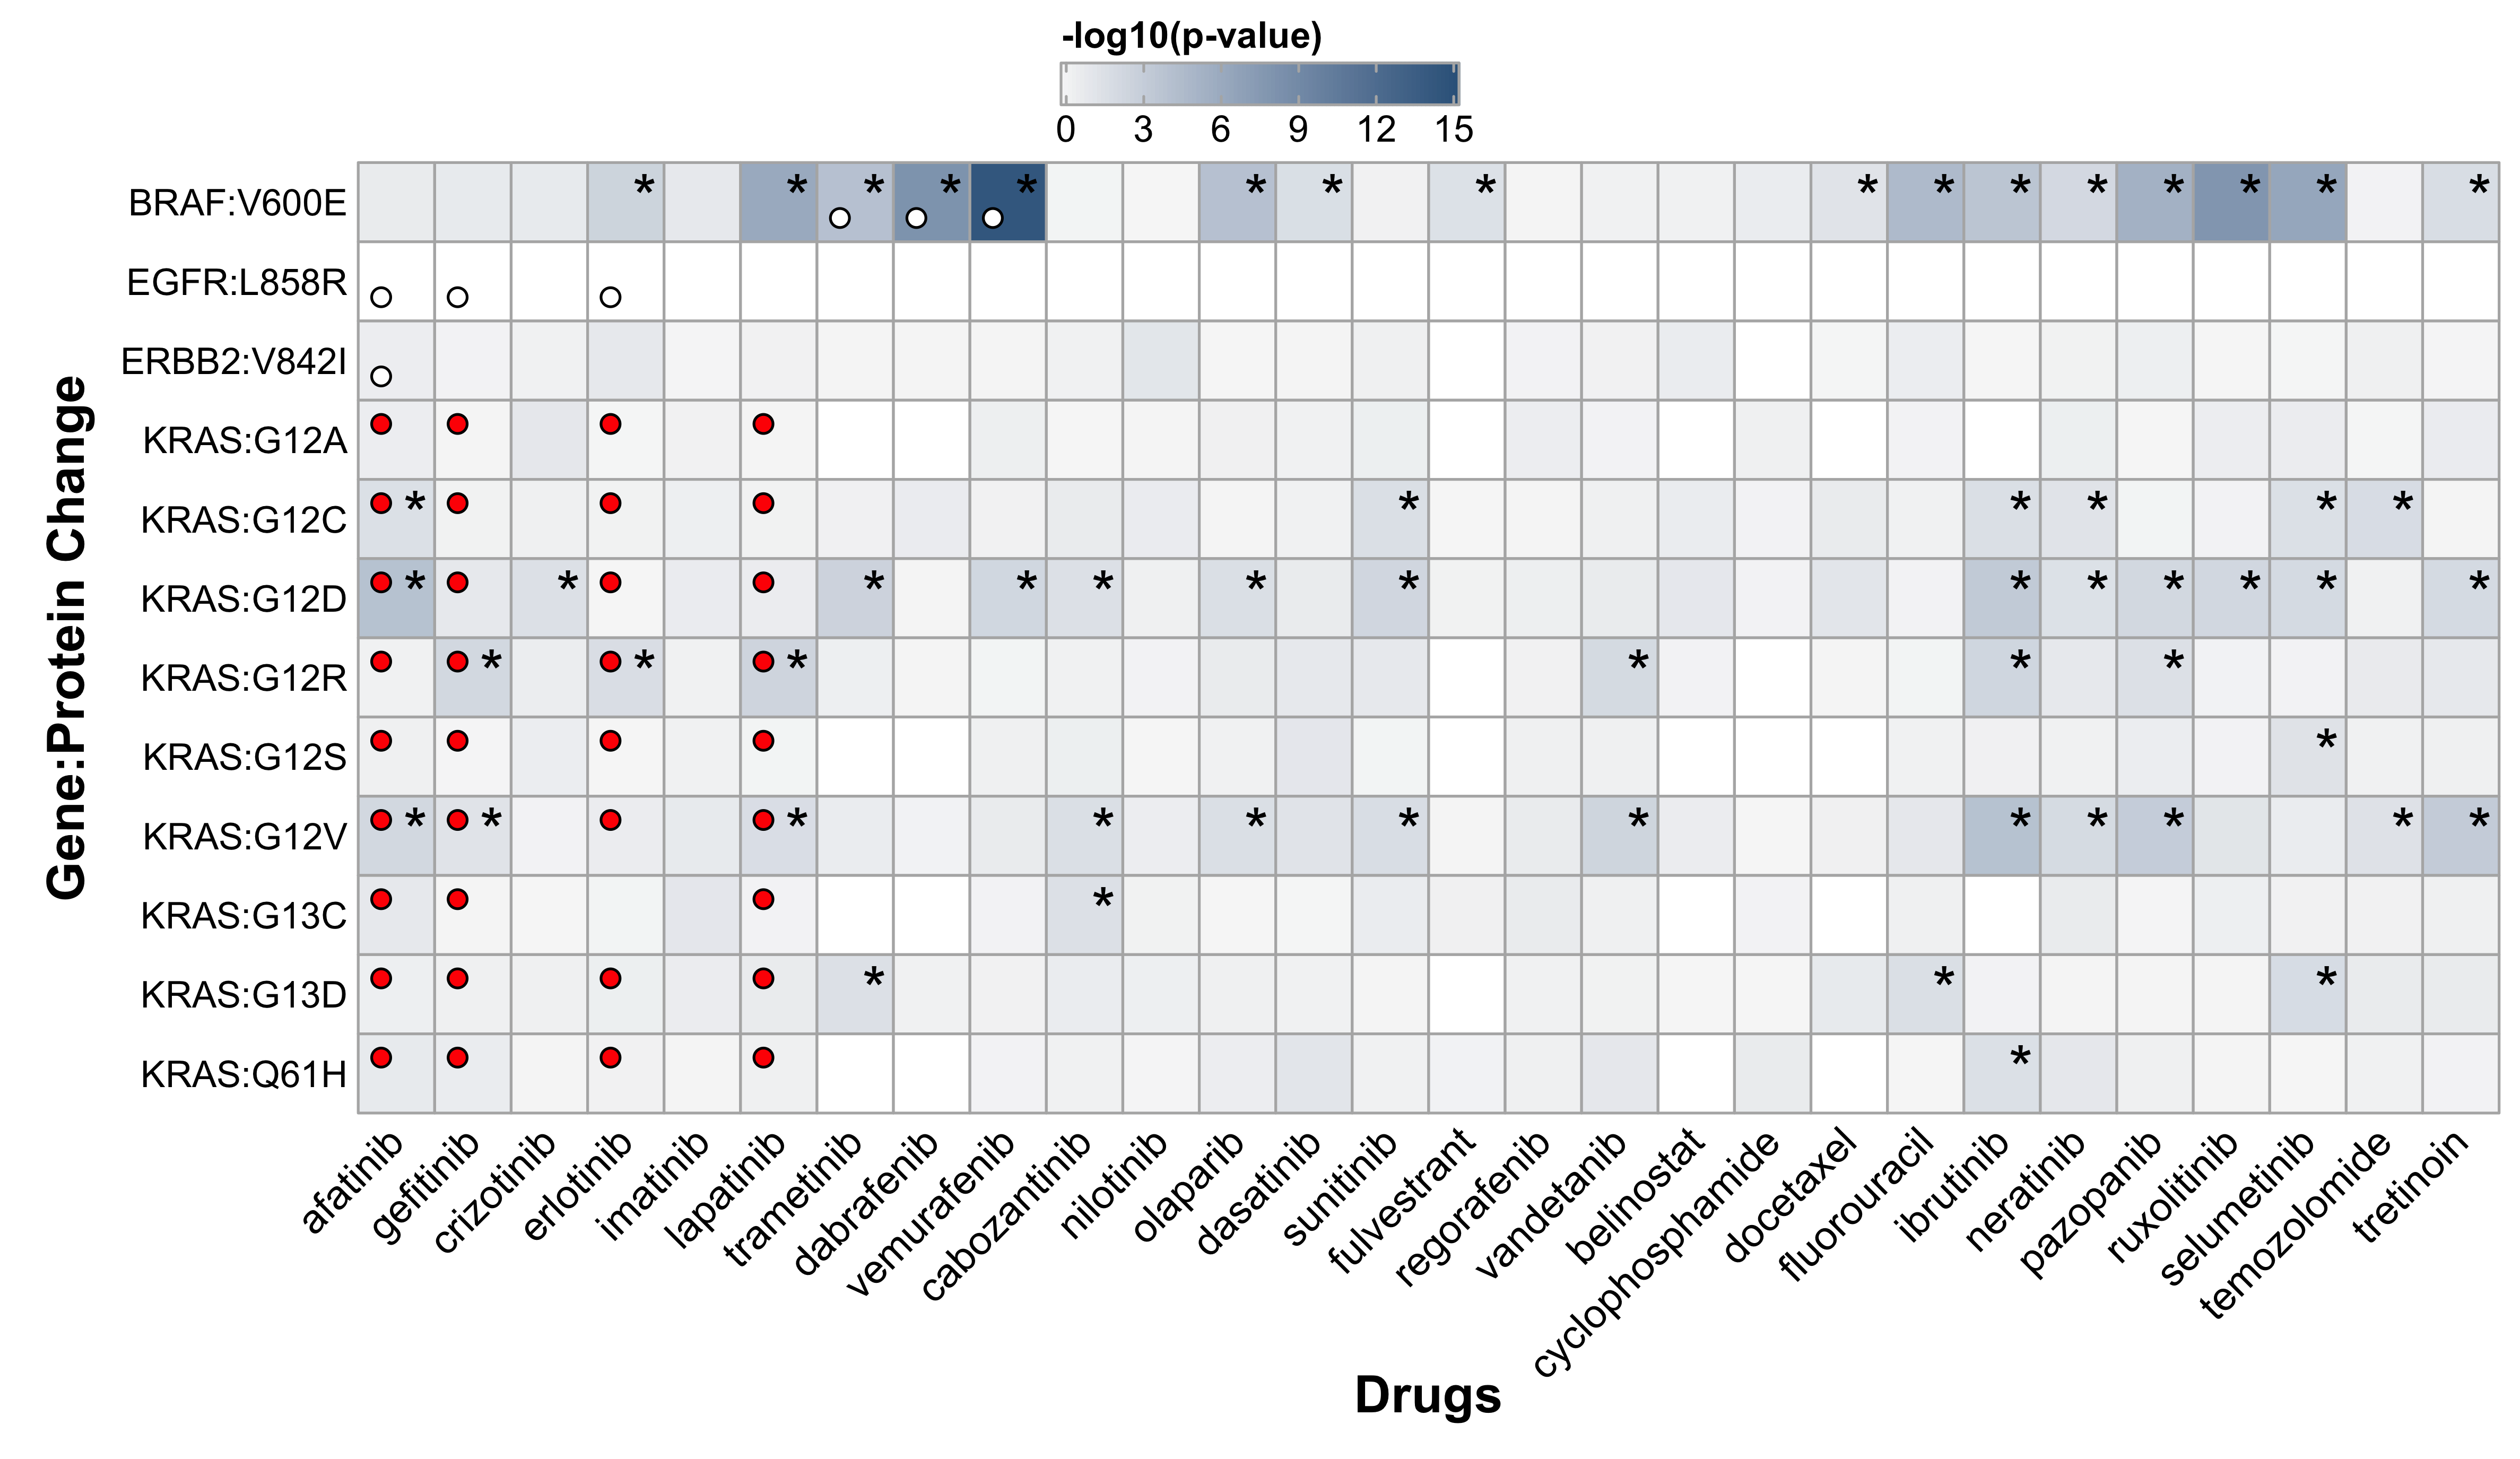 -log10(p-value)
0 3 6 9 12 15
Gene:Protein Change
BRAF:V600E * * * * * * * * * * * * * * * *
EGFR:L858R
ERBB2:V842I
KRAS:G12A
KRAS:G12C * * * * * *
KRAS:G12D * * * * * * * * * * * * *
KRAS:G12R * * * * * *
KRAS:G12S *
KRAS:G12V * * * * * * * * * * * *
KRAS:G13C *
KRAS:G13D * * *
KRAS:Q61H *
afatinib
gefitinib
crizotinib
erlotinib
imatinib
lapatinib
trametinib
dabrafenib
vemurafenib
cabozantinib
nilotinib
olaparib
dasatinib
sunitinib
fulvestrant
regorafenib
vandetanib
belinostat
cyclophosphamide
docetaxel
fluorouracil
ibrutinib
neratinib
pazopanib
ruxolitinib
selumetinib
temozolomide
tretinoin
Drugs